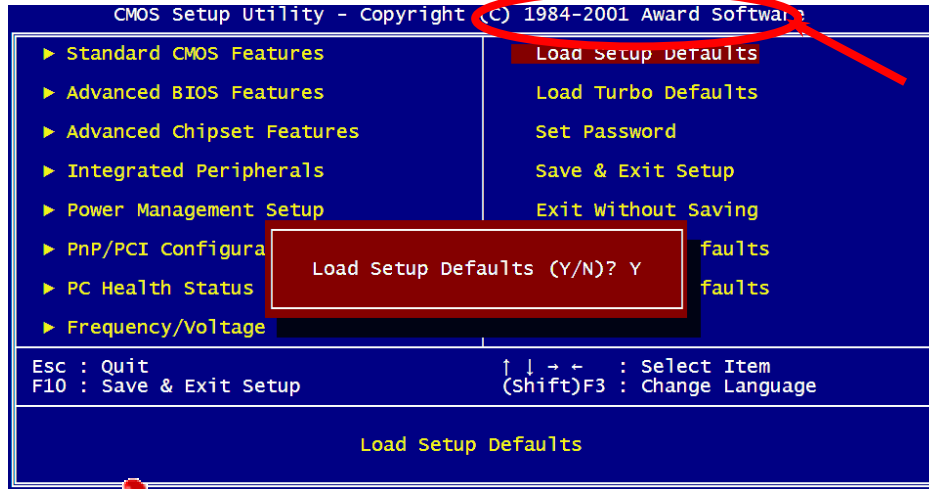 CMOS Setup Utility - Copyright (C) 1984-2001 Award Software
► Standard CMOS Features
► Advanced BIOS Features
► Advanced Chipset Features
► Integrated Peripherals
► Power Management Setup
► PnP/PCI Configura
► PC Health Status
► Frequency/Voltage
Load Setup Defaults
Load Turbo Defaults
Set Password
Save & Exit Setup
Exit Without Saving
faults
faults
Load Setup Defaults (Y/N)? Y
Esc : Quit
F10 : Save & Exit Setup
↑ ↓ → ← : Select Item
(Shift)F3 : Change Language
Load Setup Defaults